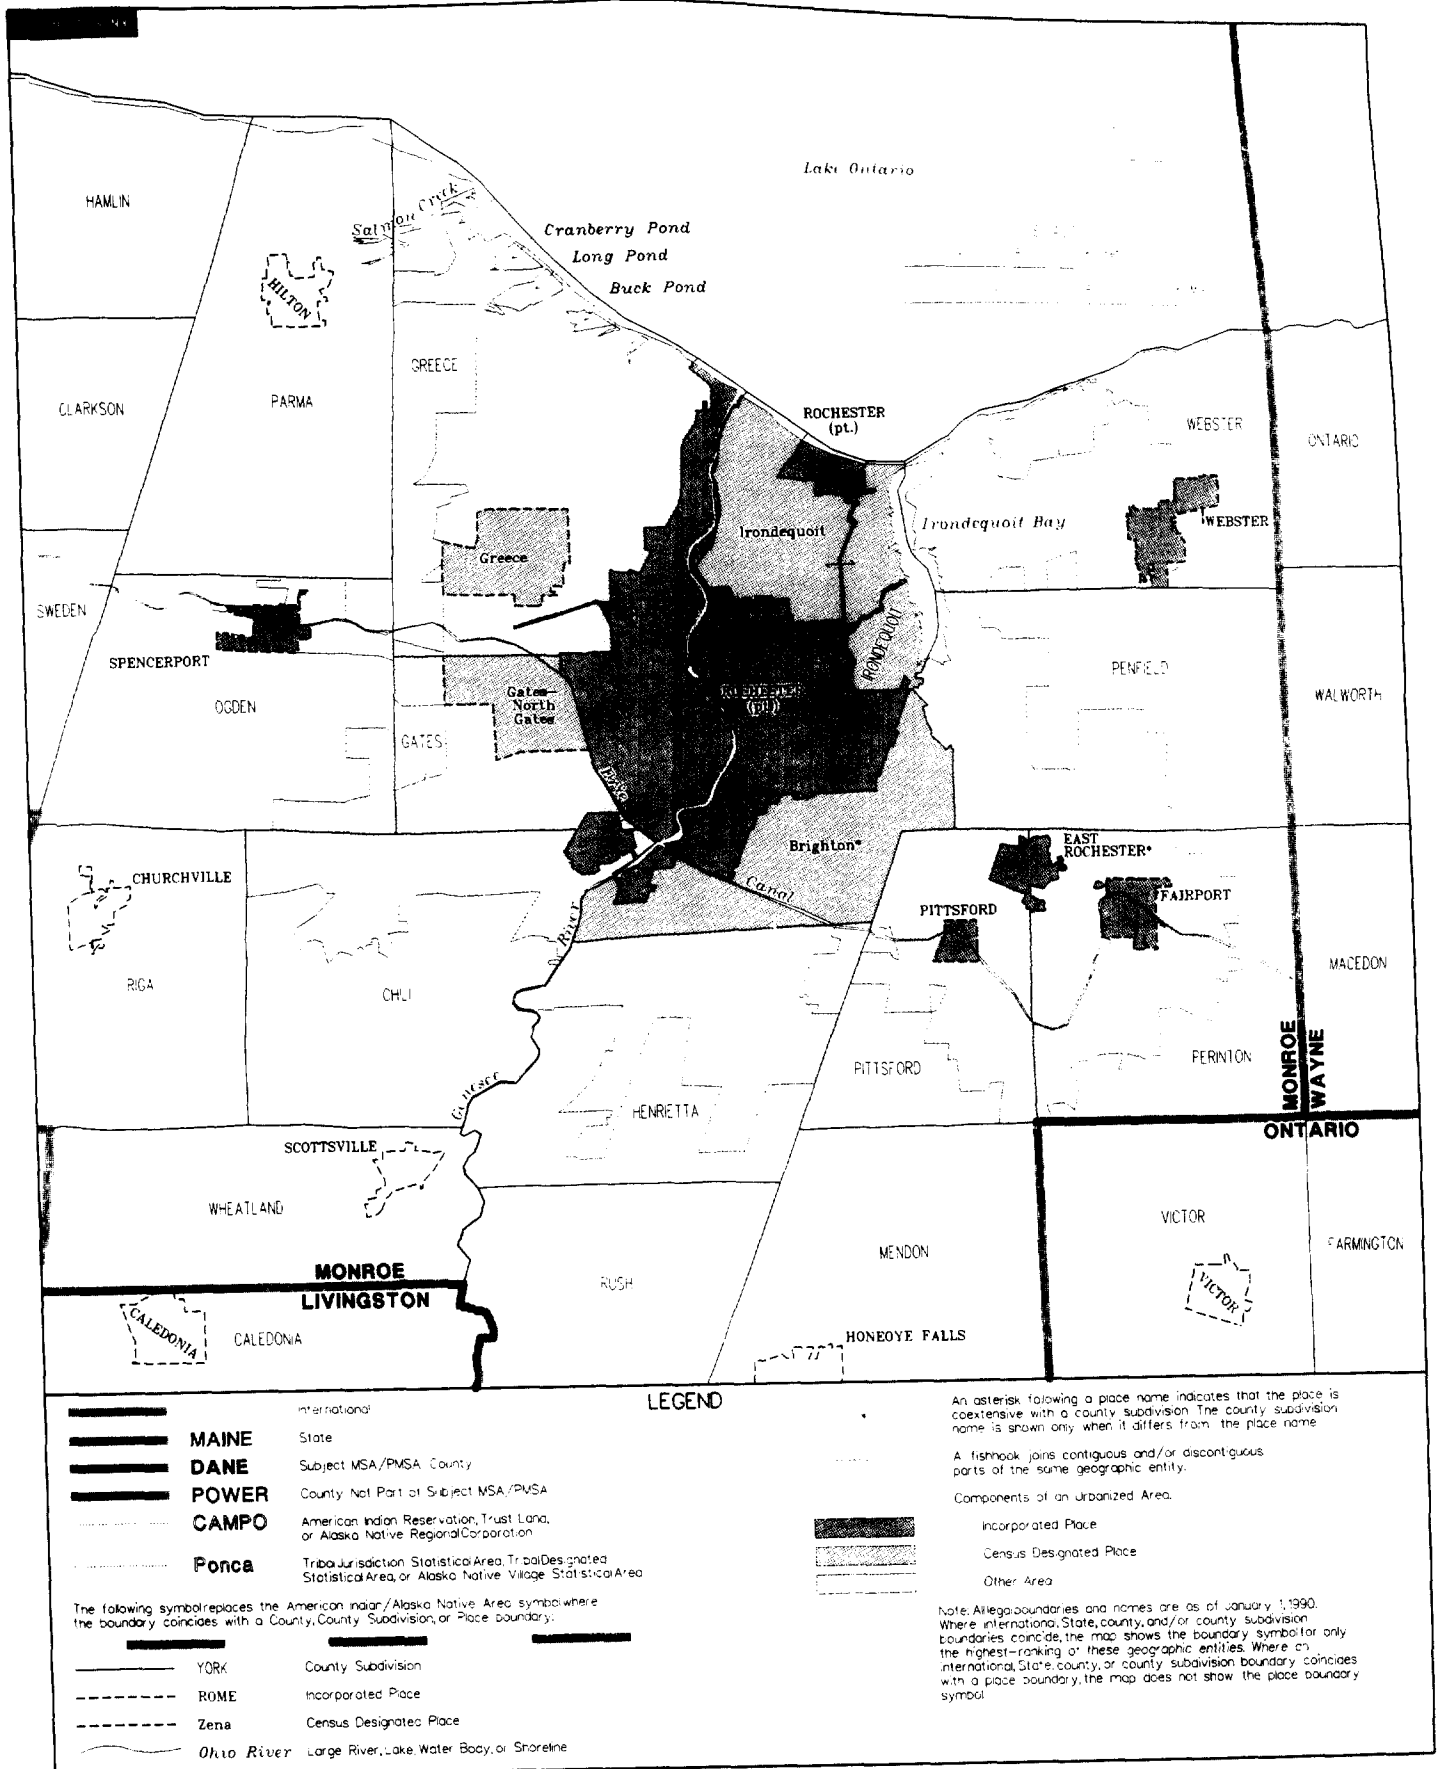 Lake Ontario
HAMLIN
Salmon Creek
Cranberry Pond
Long Pond
Buck Pond
HILTON
GREECE
CLARKSON
PARMA
ROCHESTER
(pt.)
WEBSTER
ONTARIO
Irondequoit
Irondequoit Bay
WEBSTER
Greece
SWEDEN
SPENCERPORT
IRONDEQUOIT
PENFIELD
WALWORTH
OGDEN
Gates-
North
Gates
ROCHESTER
(pt.)
GATES
Erie
Brighton*
EAST
ROCHESTER*
CHURCHVILLE
Canal
PITTSFORD
FAIRPORT
River
RIGA
CHILI
MACEDON
PITTSFORD
PERINTON
MONROE
WAYNE
Genesee
HENRIETTA
ONTARIO
SCOTTSVILLE
WHEATLAND
VICTOR
MENDON
FARMINGTON
MONROE
LIVINGSTON
RUSH
VICTOR
CALEDONIA
CALEDONIA
HONEOYE FALLS
LEGEND
International
MAINE State
DANE Subject MSA/PMSA County
POWER County Not Part of Subject MSA/PMSA
CAMPO American Indian Reservation, Trust Land,
or Alaska Native Regional Corporation
Ponca Tribal Jurisdiction Statistical Area, Tribal Designated
Statistical Area, or Alaska Native Village Statistical Area
The following symbol replaces the American Indian/Alaska Native Area symbol where
the boundary coincides with a County, County Subdivision, or Place boundary:
YORK County Subdivision
ROME Incorporated Place
Zena Census Designated Place
Ohio River Large River, Lake, Water Body, or Shoreline
An asterisk following a place name indicates that the place is
coextensive with a county subdivision. The county subdivision
name is shown only when it differs from the place name
A fishhook joins contiguous and/or discontiguous
parts of the same geographic entity.
Components of an Urbanized Area.
Incorporated Place
Census Designated Place
Other Area
Note: All legal boundaries and names are as of January 1, 1990.
Where international, State, county, and/or county subdivision
boundaries coincide, the map shows the boundary symbol for only
the highest-ranking of these geographic entities. Where an
international, State, county, or county subdivision boundary coincides
with a place boundary, the map does not show the place boundary
symbol